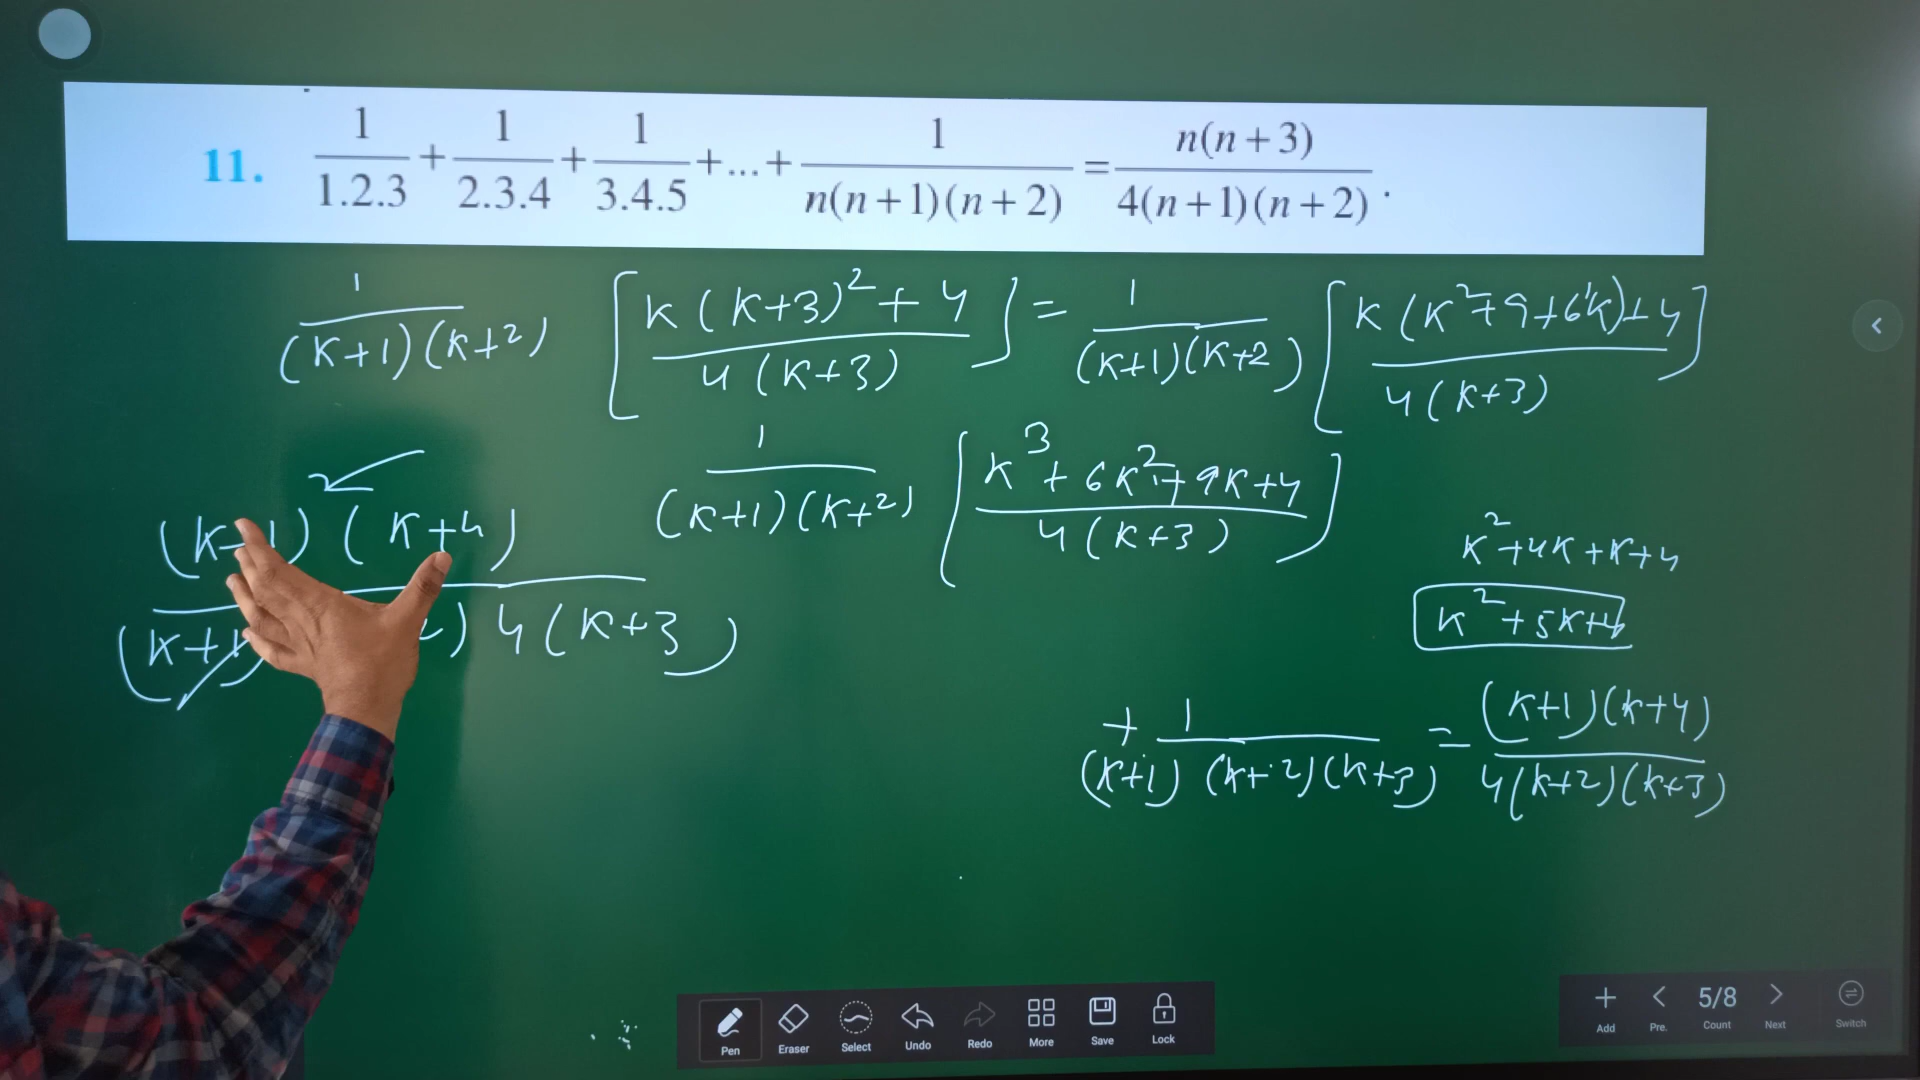 11. 1/1.2.3 + 1/2.3.4 + 1/3.4.5 +...+ 1/n(n+1)(n+2) = n(n+3)/4(n+1)(n+2) .
1/(K+1)(K+2) [K(K+3)²+4/4(K+3)] = 1/(K+1)(K+2) [K(K²+9+6K)+4/4(K+3)]
1/(K+1)(K+2) [K³+6K²+9K+4/4(K+3)]
(K+1)²(K+4)/(K+1) 4(K+3)
K²+4K+K+4
K²+5K+4
+ 1/(K+1)(K+2)(K+3) = (K+1)(K+4)/4(K+2)(K+3)
Pen Eraser Select Undo Redo More Save Lock
5/8
Add Pre. Count Next Switch